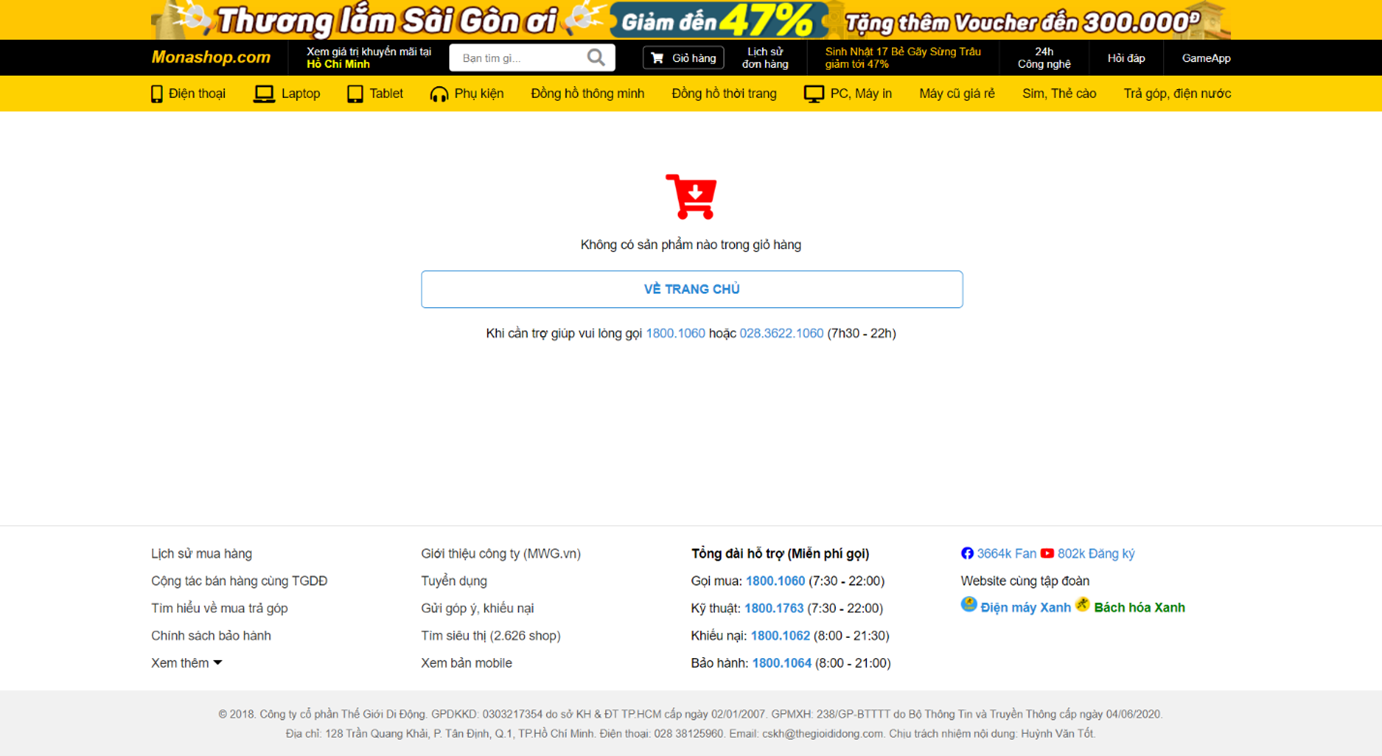 Thương lắm Sài Gòn ơi Giảm đến 47% Tặng thêm Voucher đến 300.000Đ
Monashop.com Xem giá trị khuyến mãi tại Bạn tìm gì... Giỏ hàng Lịch sử Sinh Nhật 17 Bẻ Gãy Sừng Trâu 24h Hỏi đáp GameApp
Hồ Chí Minh đơn hàng giảm tới 47% Công nghệ
Điện thoại Laptop Tablet Phụ kiện Đồng hồ thông minh Đồng hồ thời trang PC, Máy in Máy cũ giá rẻ Sim, Thẻ cào Trả góp, điện nước
Không có sản phẩm nào trong giỏ hàng
VỀ TRANG CHỦ
Khi cần trợ giúp vui lòng gọi 1800.1060 hoặc 028.3622.1060 (7h30 - 22h)
Lịch sử mua hàng
Cộng tác bán hàng cùng TGDĐ
Tìm hiểu về mua trả góp
Chính sách bảo hành
Xem thêm
Giới thiệu công ty (MWG.vn)
Tuyển dụng
Gửi góp ý, khiếu nại
Tìm siêu thị (2.626 shop)
Xem bản mobile
Tổng đài hỗ trợ (Miễn phí gọi)
Gọi mua: 1800.1060 (7:30 - 22:00)
Kỹ thuật: 1800.1763 (7:30 - 22:00)
Khiếu nại: 1800.1062 (8:00 - 21:30)
Bảo hành: 1800.1064 (8:00 - 21:00)
3664k Fan 802k Đăng ký
Website cùng tập đoàn
Điện máy Xanh Bách hóa Xanh
© 2018. Công ty cổ phần Thế Giới Di Động. GPDKKD: 0303217354 do sở KH & ĐT TP.HCM cấp ngày 02/01/2007. GPMXH: 238/GP-BTTTT do Bộ Thông Tin và Truyền Thông cấp ngày 04/06/2020.
Địa chỉ: 128 Trần Quang Khải, P. Tân Định, Q.1, TP.Hồ Chí Minh. Điện thoại: 028 38125960. Email: cskh@thegioididong.com. Chịu trách nhiệm nội dung: Huỳnh Văn Tốt.